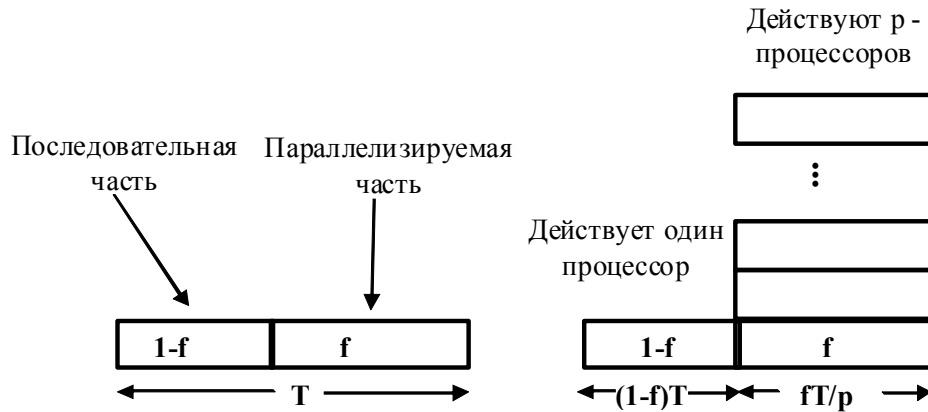 Действуют p -
процессоров
Последовательная
часть
Параллелизируемая
часть
Действует один
процессор
1-f
f
1-f
f
T
(1-f)T
fT/p